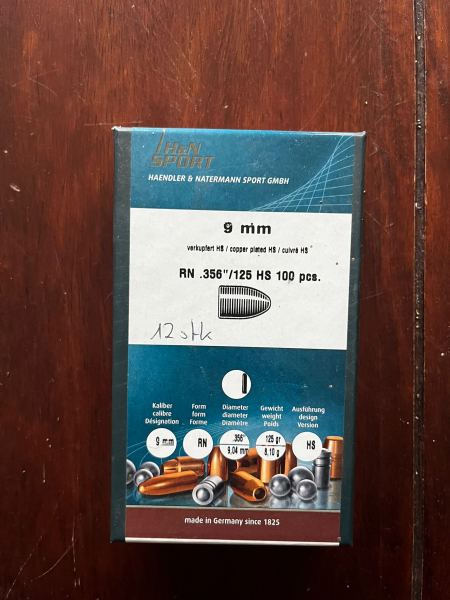 H&N
SPORT
HAENDLER & NATERMANN SPORT GMBH
9 mm
verkupfert HS / copper plated HS / cuivré HS
RN .356"/125 HS 100 pcs.
12 stk
Kaliber Form Diameter Gewicht Ausführung
calibre form diameter weight design
Désignation Forme Diamètre Poids Version
9 mm RN .356" 125 gr HS
9,04 mm 8,10 g
made in Germany since 1825